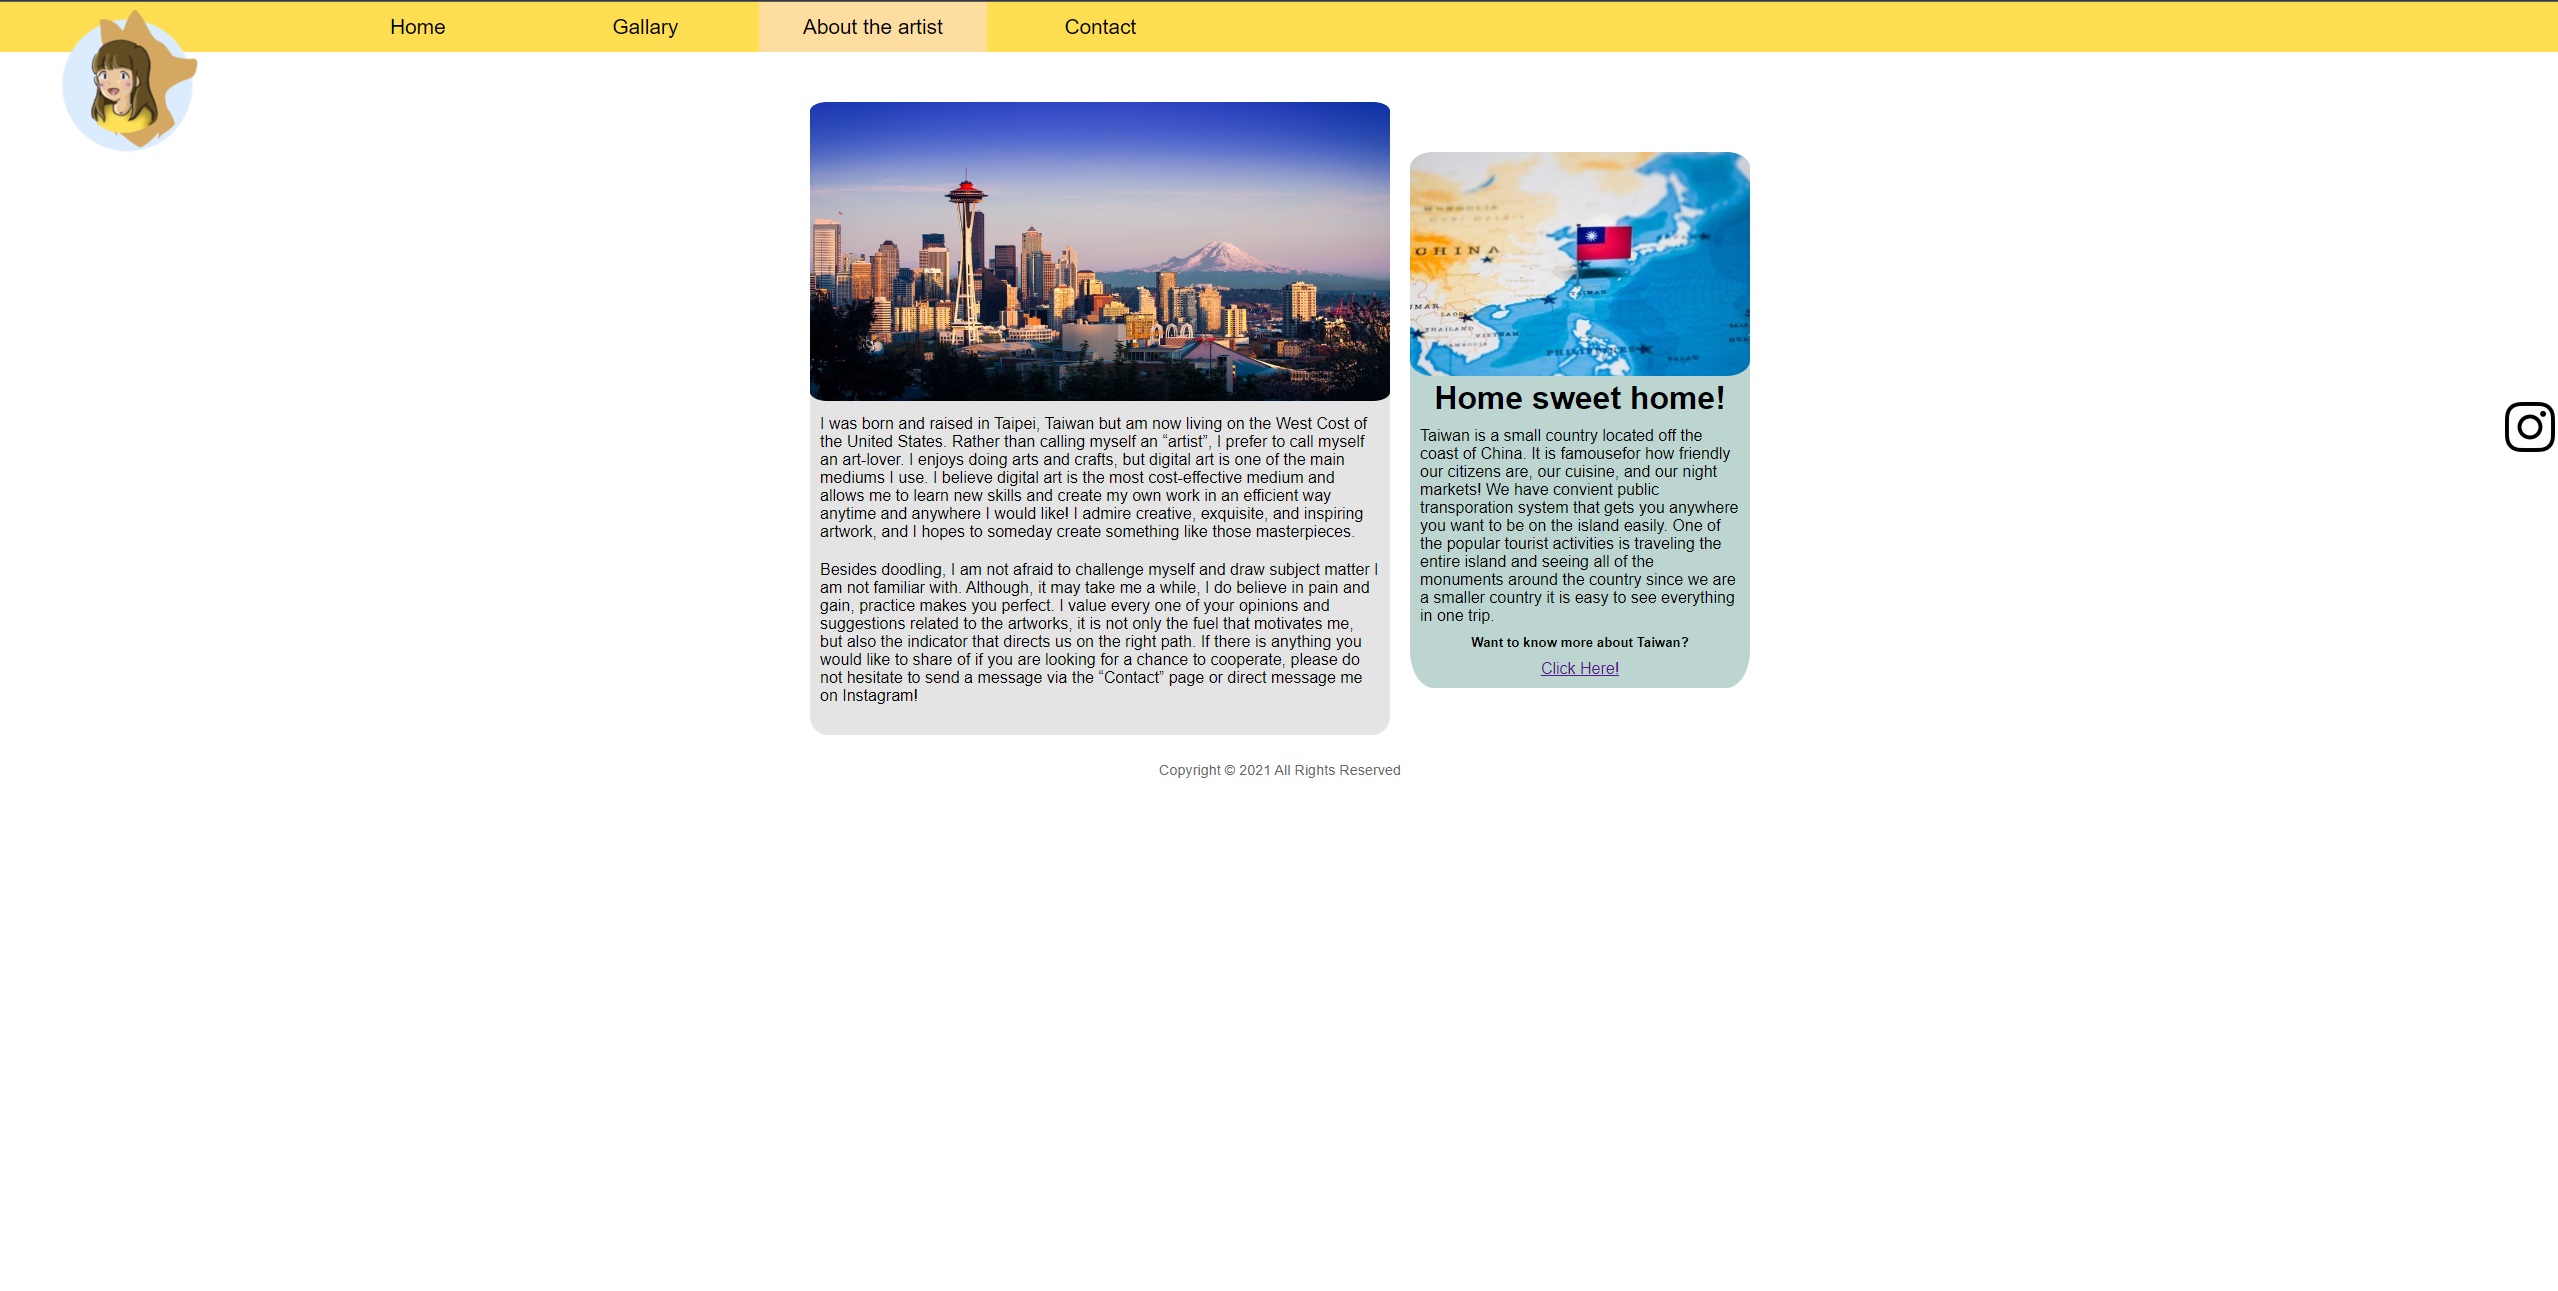 Home
Gallary
About the artist
Contact
I was born and raised in Taipei, Taiwan but am now living on the West Cost of
the United States. Rather than calling myself an “artist”, I prefer to call myself
an art-lover. I enjoys doing arts and crafts, but digital art is one of the main
mediums I use. I believe digital art is the most cost-effective medium and
allows me to learn new skills and create my own work in an efficient way
anytime and anywhere I would like! I admire creative, exquisite, and inspiring
artwork, and I hopes to someday create something like those masterpieces.
Besides doodling, I am not afraid to challenge myself and draw subject matter I
am not familiar with. Although, it may take me a while, I do believe in pain and
gain, practice makes you perfect. I value every one of your opinions and
suggestions related to the artworks, it is not only the fuel that motivates me,
but also the indicator that directs us on the right path. If there is anything you
would like to share of if you are looking for a chance to cooperate, please do
not hesitate to send a message via the “Contact” page or direct message me
on Instagram!
MONGOLIA
CHINA
TAIWAN
LAOS
THAILAND
VIETNAM
CAMBODIA
PHILIPPINES
PALAU
Home sweet home!
Taiwan is a small country located off the
coast of China. It is famousefor how friendly
our citizens are, our cuisine, and our night
markets! We have convient public
transporation system that gets you anywhere
you want to be on the island easily. One of
the popular tourist activities is traveling the
entire island and seeing all of the
monuments around the country since we are
a smaller country it is easy to see everything
in one trip.
Want to know more about Taiwan?
Click Here!
Copyright © 2021 All Rights Reserved